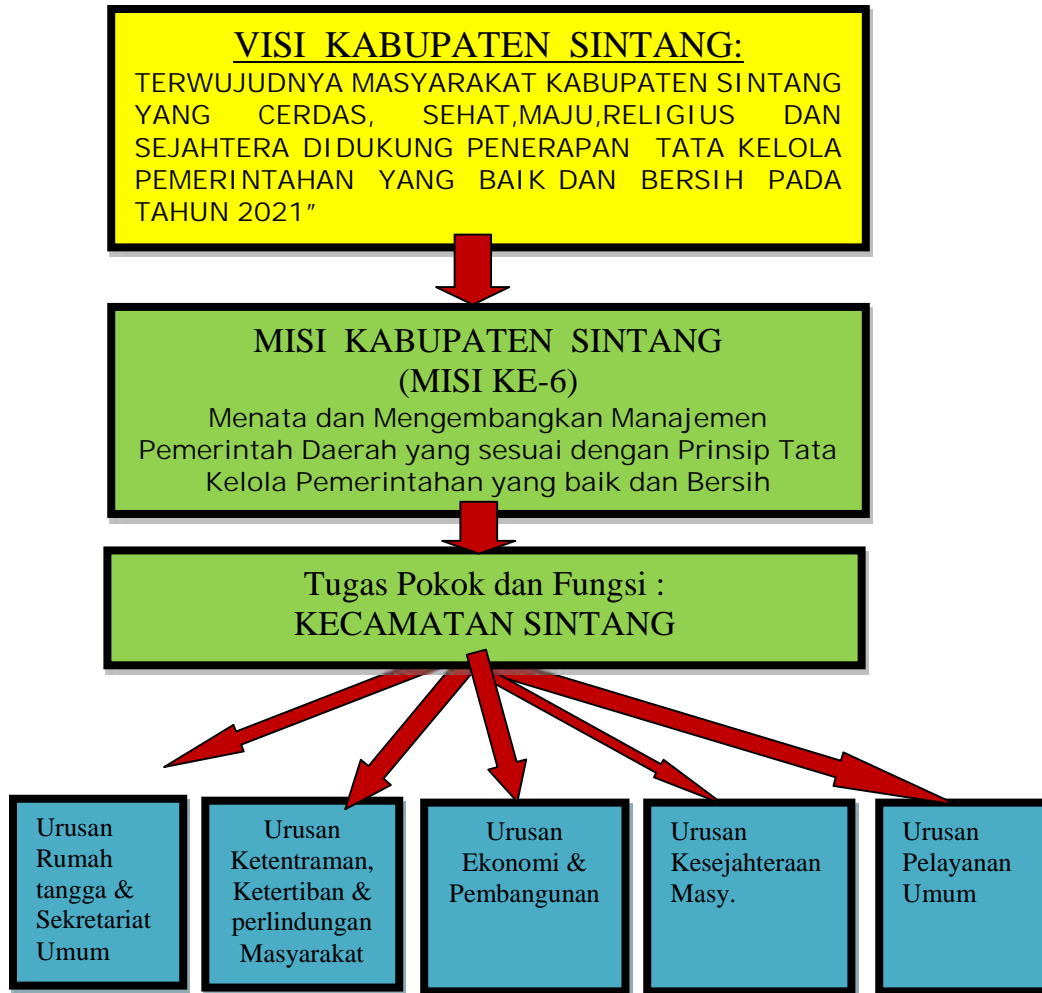 VISI KABUPATEN SINTANG:
TERWUJUDNYA MASYARAKAT KABUPATEN SINTANG
YANG CERDAS, SEHAT,MAJU,RELIGIUS DAN
SEJAHTERA DIDUKUNG PENERAPAN TATA KELOLA
PEMERINTAHAN YANG BAIK DAN BERSIH PADA
TAHUN 2021”
MISI KABUPATEN SINTANG
(MISI KE-6)
Menata dan Mengembangkan Manajemen
Pemerintah Daerah yang sesuai dengan Prinsip Tata
Kelola Pemerintahan yang baik dan Bersih
Tugas Pokok dan Fungsi :
KECAMATAN SINTANG
Urusan
Rumah
tangga &
Sekretariat
Umum
Urusan
Ketentraman,
Ketertiban &
perlindungan
Masyarakat
Urusan
Ekonomi &
Pembangunan
Urusan
Kesejahteraan
Masy.
Urusan
Pelayanan
Umum